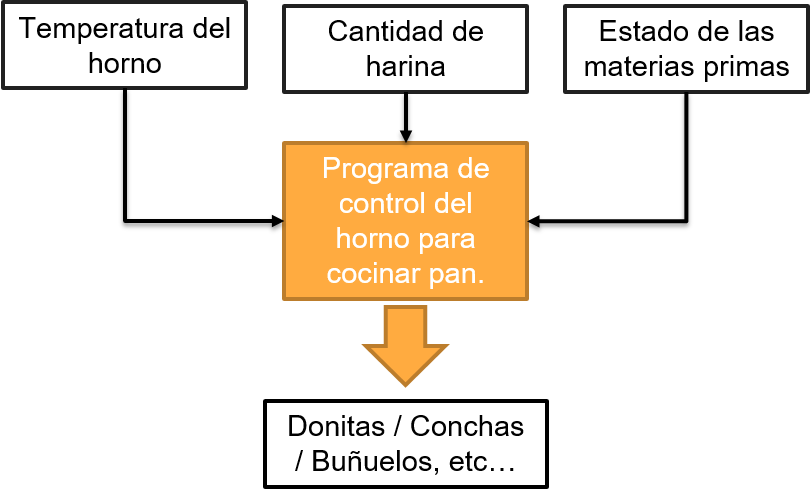 Temperatura del
horno
Cantidad de
harina
Estado de las
materias primas
Programa de
control del
horno para
cocinar pan.
Donitas / Conchas
/ Buñuelos, etc…